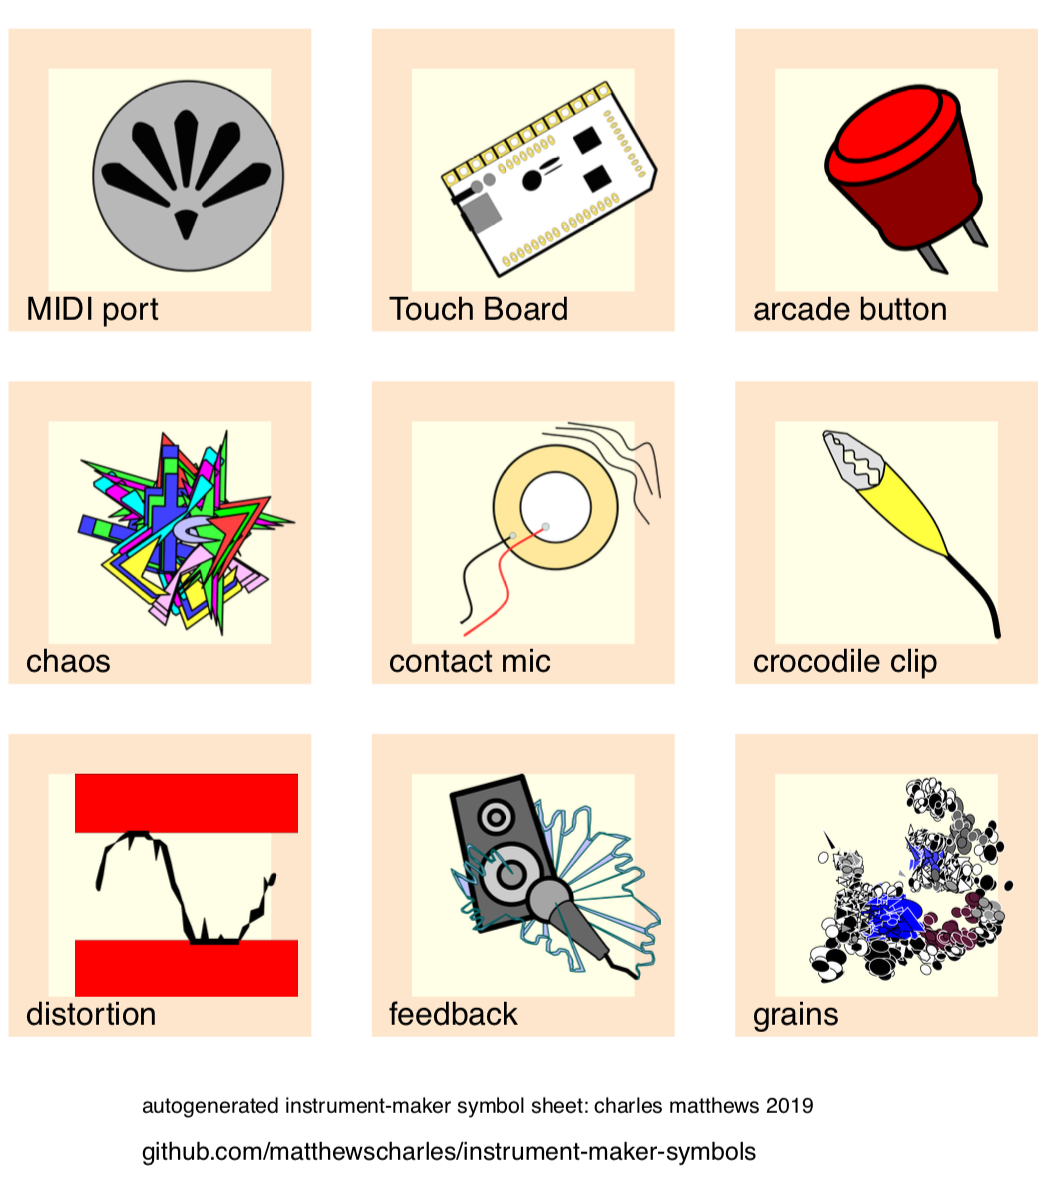 MIDI port
Touch Board
arcade button
chaos
contact mic
crocodile clip
distortion
feedback
grains
autogenerated instrument-maker symbol sheet: charles matthews 2019
github.com/matthewscharles/instrument-maker-symbols